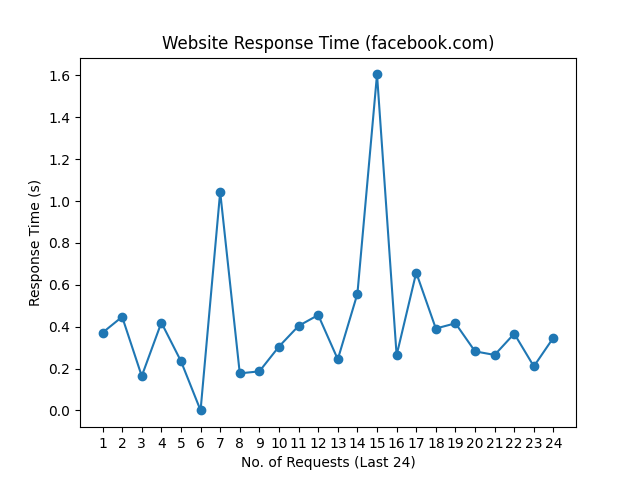 Website Response Time (facebook.com)
Response Time (s)
1.6
1.4
1.2
1.0
0.8
0.6
0.4
0.2
0.0
1 2 3 4 5 6 7 8 9 10 11 12 13 14 15 16 17 18 19 20 21 22 23 24
No. of Requests (Last 24)